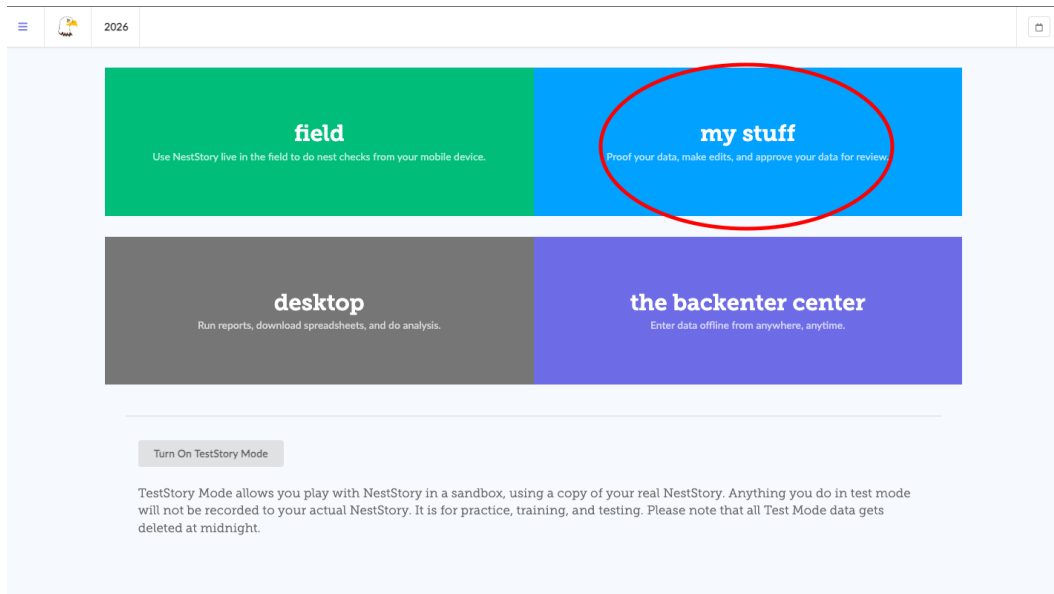 2026
field
Use NestStory live in the field to do nest checks from your mobile device.
my stuff
Proof your data, make edits, and approve your data for review.
desktop
Run reports, download spreadsheets, and do analysis.
the backenter center
Enter data offline from anywhere, anytime.
Turn On TestStory Mode
TestStory Mode allows you play with NestStory in a sandbox, using a copy of your real NestStory. Anything you do in test mode
will not be recorded to your actual NestStory. It is for practice, training, and testing. Please note that all Test Mode data gets
deleted at midnight.